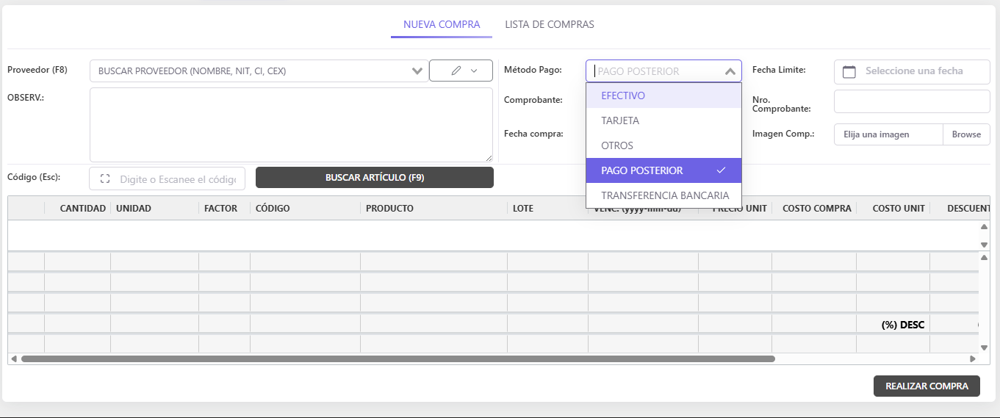 NUEVA COMPRA LISTA DE COMPRAS
Proveedor (F8) BUSCAR PROVEEDOR (NOMBRE, NIT, CI, CEX)
OBSERV.:
Método Pago: PAGO POSTERIOR
EFECTIVO
TARJETA
OTROS
PAGO POSTERIOR
TRANSFERENCIA BANCARIA
Comprobante:
Fecha compra:
Fecha Limite: Seleccione una fecha
Nro.
Comprobante:
Imagen Comp.: Elija una imagen Browse
Código (Esc): Digite o Escanee el código BUSCAR ARTÍCULO (F9)
CANTIDAD UNIDAD FACTOR CÓDIGO PRODUCTO LOTE VENC. (yyyy-mm-dd) PRECIO UNIT COSTO COMPRA COSTO UNIT DESCUENT
(%) DESC
REALIZAR COMPRA